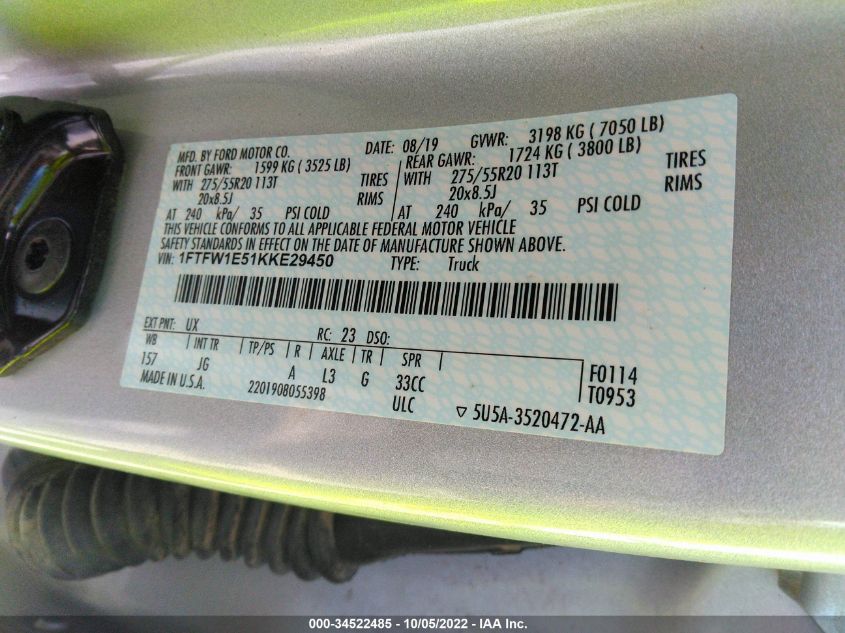 MFD. BY FORD MOTOR CO. DATE: 08/19 GVWR: 3198 KG ( 7050 LB)
FRONT GAWR: 1599 KG ( 3525 LB) REAR GAWR: 1724 KG ( 3800 LB)
WITH 275/55R20 113T TIRES WITH 275/55R20 113T TIRES
20x8.5J RIMS 20x8.5J RIMS
AT 240 kPa/ 35 PSI COLD AT 240 kPa/ 35 PSI COLD
THIS VEHICLE CONFORMS TO ALL APPLICABLE FEDERAL MOTOR VEHICLE
SAFETY STANDARDS IN EFFECT ON THE DATE OF MANUFACTURE SHOWN ABOVE.
VIN: 1FTFW1E51KKE29450 TYPE: Truck
EXT PNT: UX RC: 23 DSO:
WB INT TR TP/PS R AXLE TR SPR F0114
157 JG A L3 G 33CC T0953
MADE IN U.S.A. 2201908055398 ULC ▽ 5U5A-3520472-AA
000-34522485 - 10/05/2022 - IAA Inc.